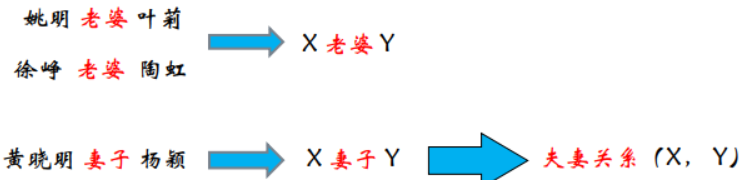 姚明 老婆 叶莉
X 老婆 Y
徐峥 老婆 陶虹
黄晓明 妻子 杨颖
X 妻子 Y
夫妻关系 (X, Y)